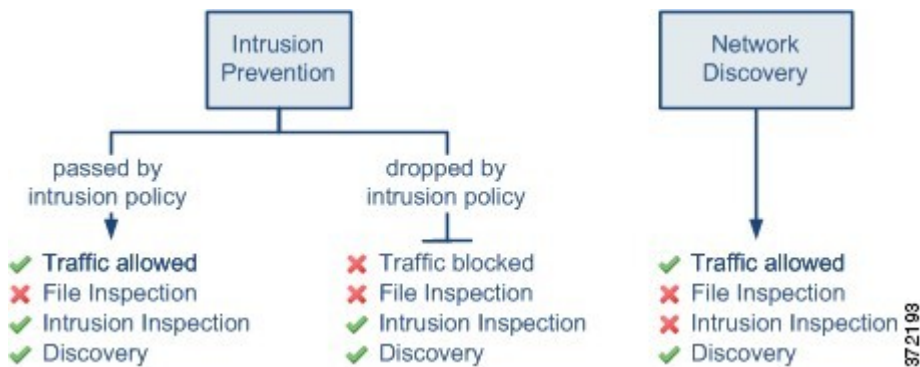 Intrusion
Prevention
Network
Discovery
passed by
intrusion policy
dropped by
intrusion policy
Traffic allowed
File Inspection
Intrusion Inspection
Discovery
Traffic blocked
File Inspection
Intrusion Inspection
Discovery
Traffic allowed
File Inspection
Intrusion Inspection
Discovery
372193